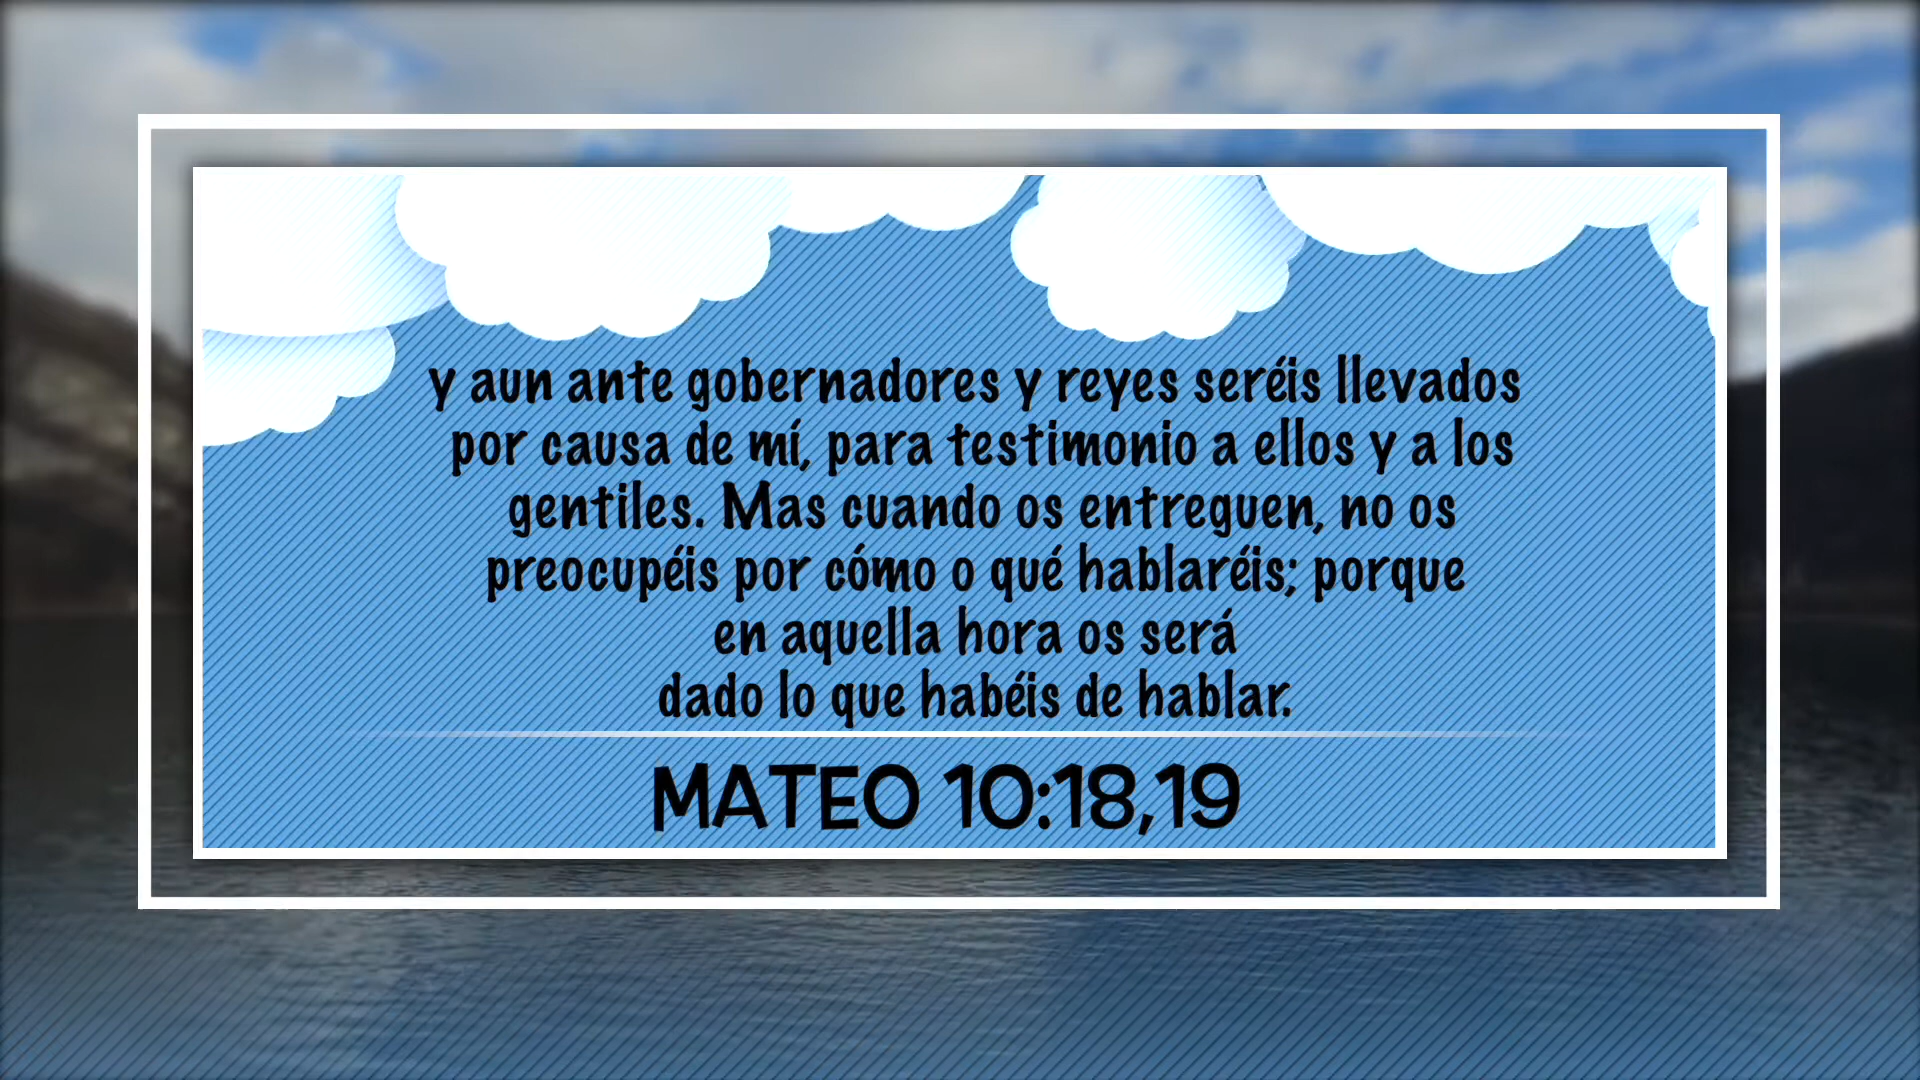 y aun ante gobernadores y reyes seréis llevados
por causa de mí, para testimonio a ellos y a los
gentiles. Mas cuando os entreguen, no os
preocupéis por cómo o qué hablaréis; porque
en aquella hora os será
dado lo que habéis de hablar.
MATEO 10:18,19